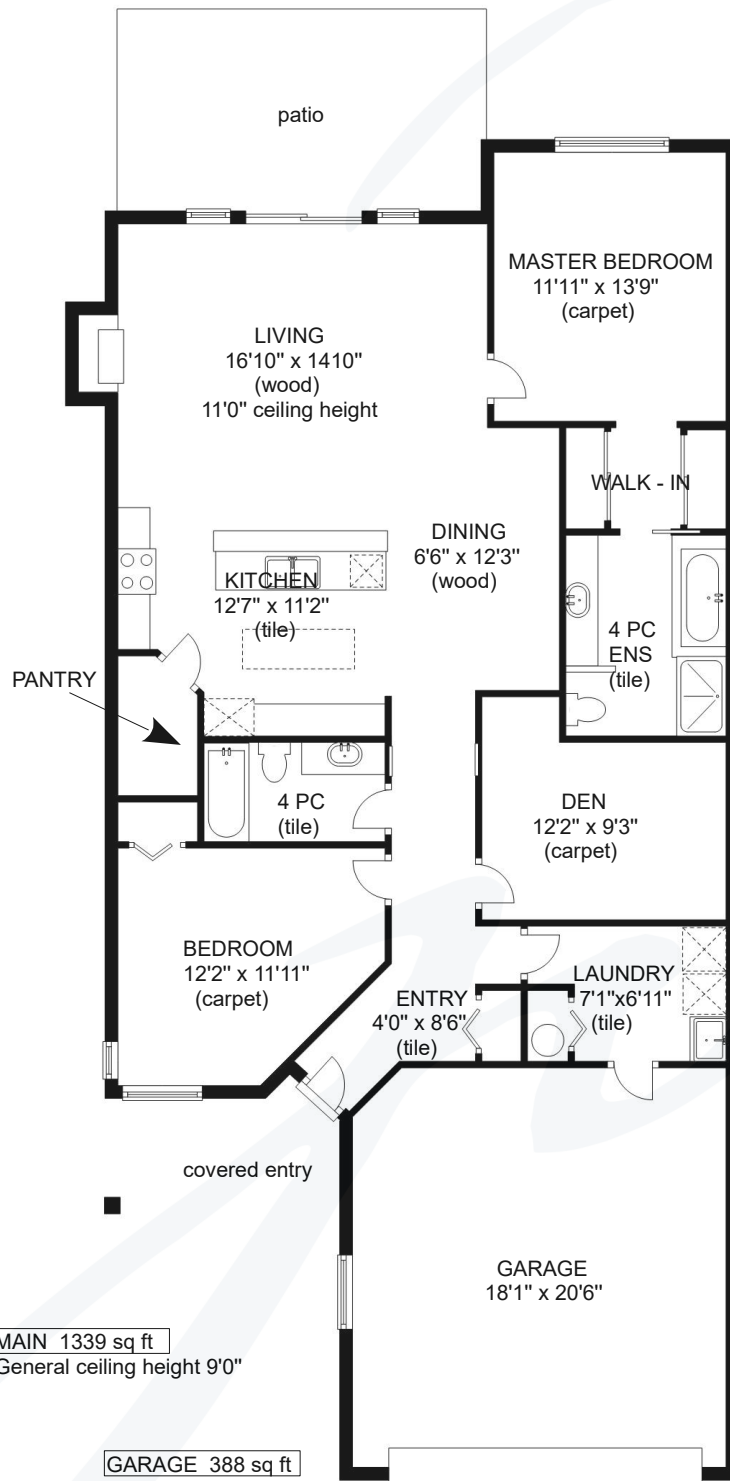 patio
MASTER BEDROOM
11'11" x 13'9"
(carpet)
LIVING
16'10" x 1410"
(wood)
11'0" ceiling height
WALK - IN
DINING
6'6" x 12'3"
(wood)
KITCHEN
12'7" x 11'2"
(tile)
4 PC
ENS
(tile)
PANTRY
4 PC
(tile)
DEN
12'2" x 9'3"
(carpet)
BEDROOM
12'2" x 11'11"
(carpet)
ENTRY
4'0" x 8'6"
(tile)
LAUNDRY
7'1"x6'11"
(tile)
covered entry
GARAGE
18'1" x 20'6"
MAIN 1339 sq ft
General ceiling height 9'0"
GARAGE 388 sq ft